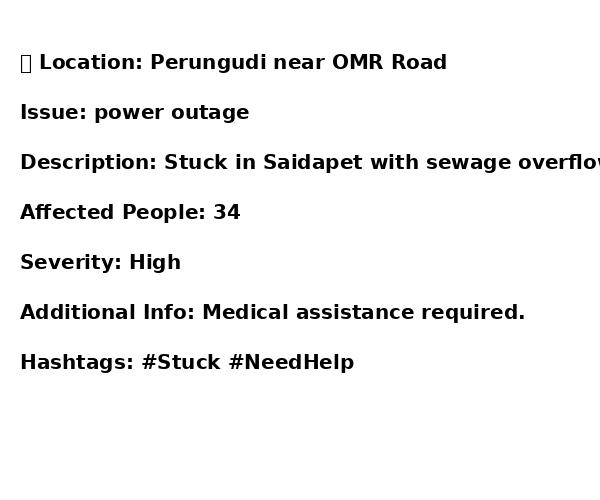 Location: Perungudi near OMR Road
Issue: power outage
Description: Stuck in Saidapet with sewage overflow
Affected People: 34
Severity: High
Additional Info: Medical assistance required.
Hashtags: #Stuck #NeedHelp